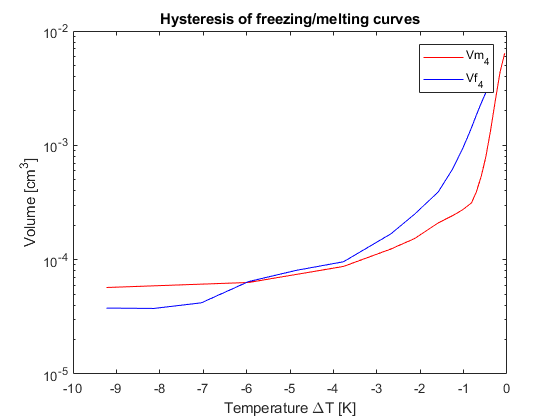 Hysteresis of freezing/melting curves
Volume [cm³]
10⁻²
10⁻³
10⁻⁴
10⁻⁵
Vm₄
Vf₄
-10 -9 -8 -7 -6 -5 -4 -3 -2 -1 0
Temperature ΔT [K]